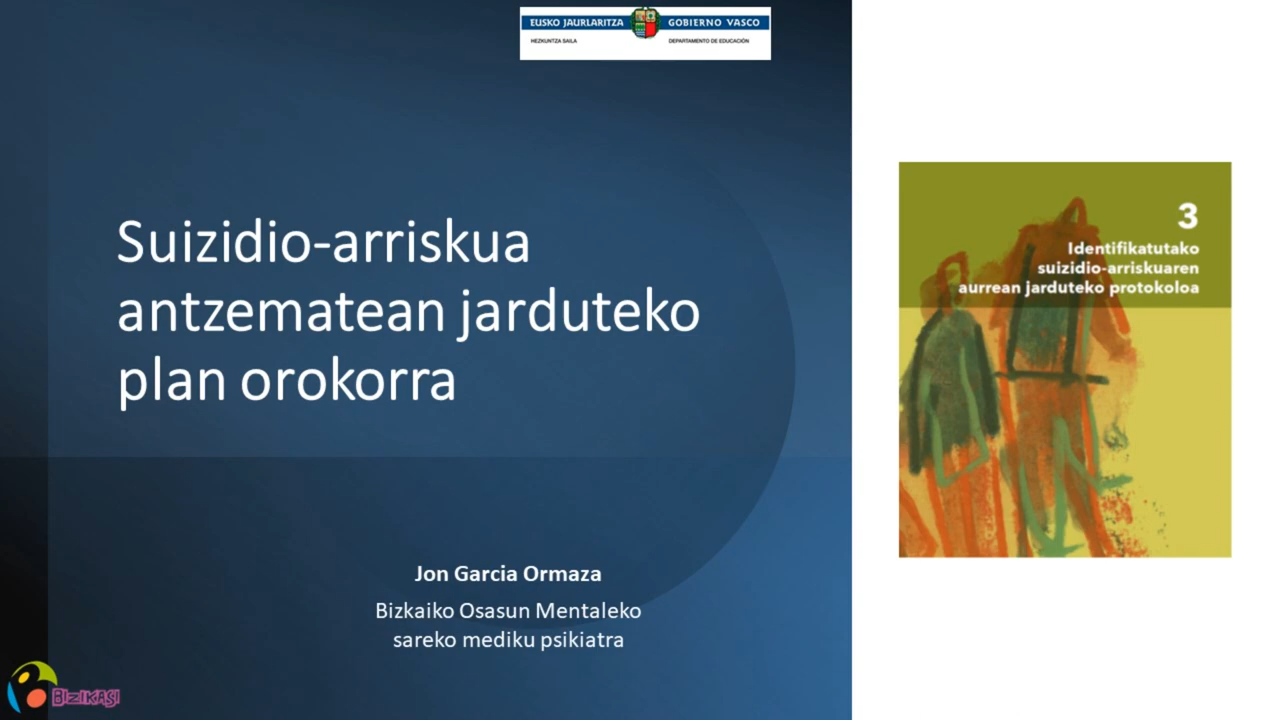 EUSKO JAURLARITZA
GOBIERNO VASCO
HEZKUNTZA SAILA
DEPARTAMENTO DE EDUCACIÓN
Suizidio-arriskua
antzematean jarduteko
plan orokorra
Jon Garcia Ormaza
Bizkaiko Osasun Mentaleko
sareko mediku psikiatra
BIZIKASI
3
Identifikatutako
suizidio-arriskuaren
aurrean jarduteko protokoloa